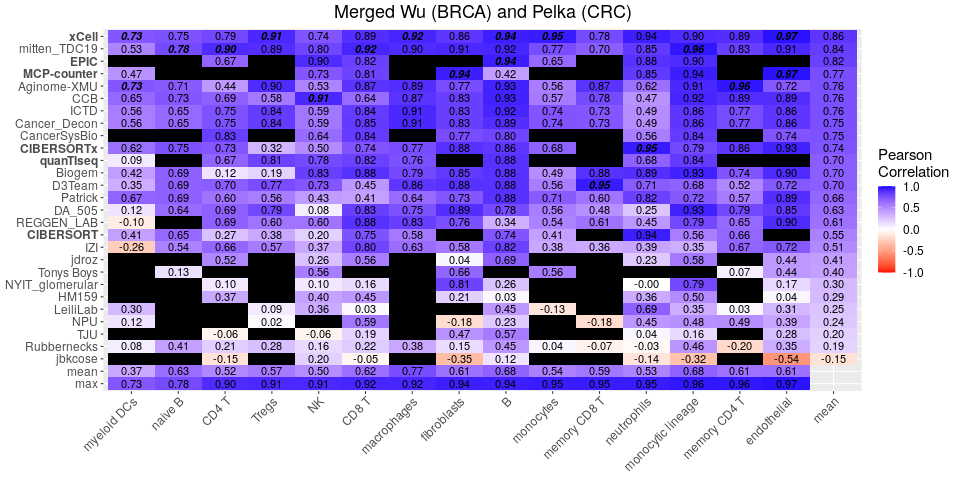 Merged Wu (BRCA) and Pelka (CRC)
xCell 0.73 0.75 0.79 0.91 0.74 0.89 0.92 0.86 0.94 0.95 0.78 0.94 0.90 0.89 0.97 0.86
mitten_TDC19 0.53 0.78 0.90 0.89 0.80 0.92 0.90 0.91 0.92 0.77 0.70 0.85 0.95 0.83 0.91 0.84
EPIC 0.67 0.90 0.82 0.94 0.65 0.88 0.90 0.82
MCP-counter 0.47 0.73 0.81 0.94 0.42 0.85 0.94 0.97 0.77
Aginome-XMU 0.73 0.71 0.44 0.90 0.53 0.87 0.89 0.77 0.93 0.56 0.87 0.62 0.91 0.96 0.72 0.76
CCB 0.65 0.73 0.69 0.58 0.91 0.64 0.87 0.83 0.93 0.56 0.78 0.47 0.92 0.89 0.89 0.76
ICTD 0.56 0.65 0.75 0.84 0.59 0.84 0.91 0.83 0.92 0.74 0.73 0.49 0.86 0.77 0.86 0.75
Cancer_Decon 0.56 0.65 0.75 0.84 0.59 0.85 0.91 0.83 0.89 0.74 0.73 0.49 0.86 0.77 0.86 0.75
CancerSysBio 0.83 0.64 0.84 0.77 0.80 0.56 0.84 0.74 0.75
CIBERSORTx 0.62 0.75 0.73 0.32 0.50 0.74 0.77 0.88 0.86 0.68 0.95 0.79 0.86 0.93 0.74
quanTIseq 0.09 0.67 0.81 0.78 0.82 0.76 0.88 0.68 0.84 0.70
Biogem 0.42 0.69 0.12 0.19 0.83 0.88 0.79 0.85 0.88 0.49 0.88 0.89 0.93 0.74 0.90 0.70
D3Team 0.35 0.69 0.70 0.77 0.73 0.45 0.86 0.88 0.88 0.56 0.95 0.71 0.68 0.52 0.72 0.70
Patrick 0.67 0.69 0.60 0.56 0.43 0.41 0.64 0.73 0.88 0.71 0.60 0.82 0.72 0.57 0.89 0.66
DA_505 0.12 0.64 0.69 0.79 0.08 0.83 0.75 0.89 0.78 0.56 0.48 0.25 0.93 0.79 0.85 0.63
REGGEN_LAB -0.10 0.69 0.60 0.60 0.88 0.83 0.86 0.34 0.54 0.61 0.45 0.79 0.65 0.90 0.61
CIBERSORT 0.41 0.65 0.27 0.38 0.20 0.75 0.58 0.74 0.41 0.94 0.56 0.66 0.55
IZI -0.26 0.54 0.66 0.57 0.37 0.80 0.63 0.58 0.82 0.38 0.36 0.39 0.35 0.67 0.72 0.51
jdroz 0.52 0.26 0.56 0.04 0.69 0.23 0.58 0.44 0.41
Tonys Boys 0.13 0.56 0.66 0.56 0.07 0.44 0.40
NYIT_glomerular 0.10 0.10 0.16 0.81 0.26 -0.00 0.79 0.17 0.30
HM159 0.37 0.40 0.45 0.21 0.03 0.36 0.50 0.04 0.29
LeiliLab 0.30 0.09 0.36 0.03 0.45 -0.13 0.69 0.35 0.03 0.31 0.25
NPU 0.12 0.02 0.59 -0.18 0.23 -0.18 0.45 0.48 0.49 0.39 0.24
TJU -0.06 -0.06 0.19 0.47 0.57 0.04 0.16 0.28 0.20
Rubbernecks 0.08 0.41 0.21 0.28 0.16 0.22 0.38 0.15 0.45 0.04 -0.07 -0.03 0.46 -0.20 0.35 0.19
jbkcose -0.15 0.20 -0.05 -0.35 0.12 -0.14 -0.32 -0.54 -0.15
mean 0.37 0.63 0.52 0.57 0.50 0.62 0.77 0.61 0.68 0.54 0.59 0.53 0.68 0.61 0.61
max 0.73 0.78 0.90 0.91 0.91 0.92 0.92 0.94 0.94 0.95 0.95 0.95 0.95 0.96 0.97
myeloid DCs naive B CD4 T Tregs NK CD8 T macrophages fibroblasts B monocytes memory CD8 T neutrophils monocytic lineage memory CD4 T endothelial mean
Pearson
Correlation
1.0
0.5
0.0
-0.5
-1.0